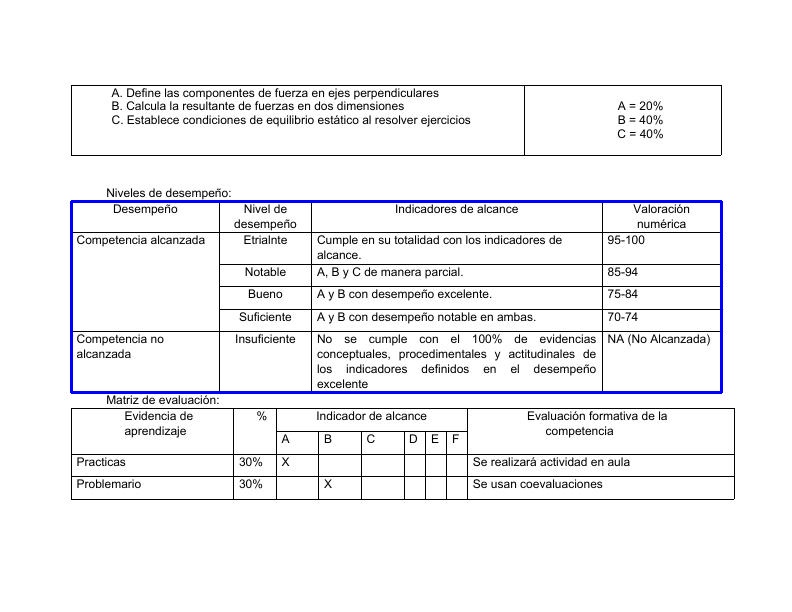 A. Define las componentes de fuerza en ejes perpendiculares
B. Calcula la resultante de fuerzas en dos dimensiones
C. Establece condiciones de equilibrio estático al resolver ejercicios
A = 20%
B = 40%
C = 40%
Niveles de desempeño:
Desempeño
Nivel de
desempeño
Indicadores de alcance
Valoración
numérica
Competencia alcanzada
Etrialnte
Cumple en su totalidad con los indicadores de
alcance.
95-100
Notable
A, B y C de manera parcial.
85-94
Bueno
A y B con desempeño excelente.
75-84
Suficiente
A y B con desempeño notable en ambas.
70-74
Competencia no
alcanzada
Insuficiente
No se cumple con el 100% de evidencias
conceptuales, procedimentales y actitudinales de
los indicadores definidos en el desempeño
excelente
NA (No Alcanzada)
Matriz de evaluación:
Evidencia de
aprendizaje
%
Indicador de alcance
Evaluación formativa de la
competencia
A B C D E F
Practicas 30% X Se realizará actividad en aula
Problemario 30% X Se usan coevaluaciones